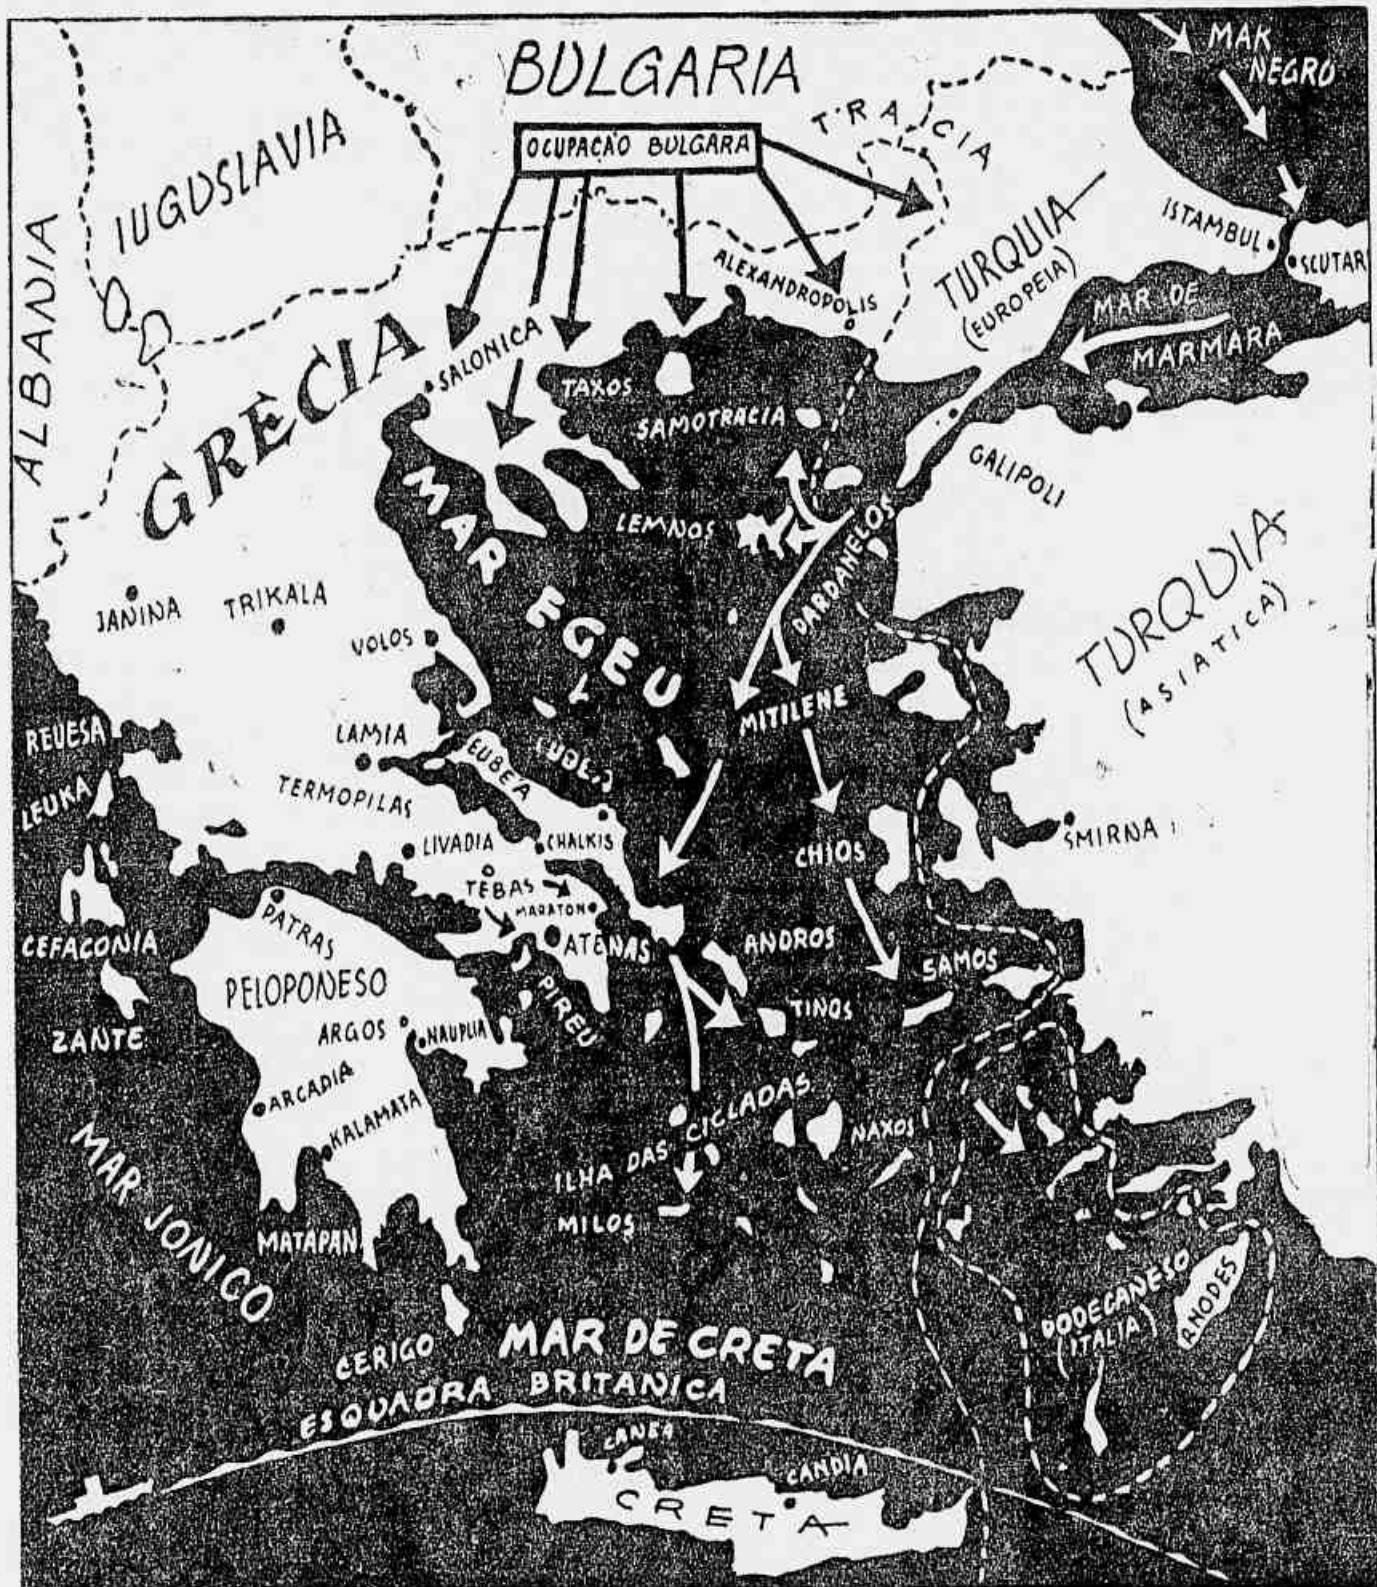 BULGARIA
MAR NEGRO
TRACIA
OCUPAÇÃO BULGARA
IUGOSLAVIA
ALBANIA
ISTAMBUL
SCUTARI
TURQUIA
(EUROPEIA)
ALEXANDROPOLIS
MAR DE
MARMARA
GRÈCIA
SALONICA
TAXOS
SAMOTRACIA
GALIPOLI
MAR EGEU
LEMNOS
DARDANELOS
TURQUIA
(ASIATICA)
JANINA
TRIKALA
VOLOS
MITILENE
REUESA
LAMIA
EUBEA
LEUKA
TERMOPILAS
LIVADIA
CHALKIS
CHIOS
SMIRNA
TEBAS
MARATON
PATRAS
CEFACONIA
ATENAS
ANDROS
SAMOS
PELOPONESO
PIREU
TINOS
ZANTE
ARGOS
NAUPLIA
ARCADIA
KALAMATA
ILHA DAS CICLADAS
NAXOS
MAR JONICO
MILOS
MATAPAN
DODECANESO
(ITALIA)
RHODES
CERIGO
MAR DE CRETA
ESQUADRA BRITANICA
CANEA
CANDIA
CRETA